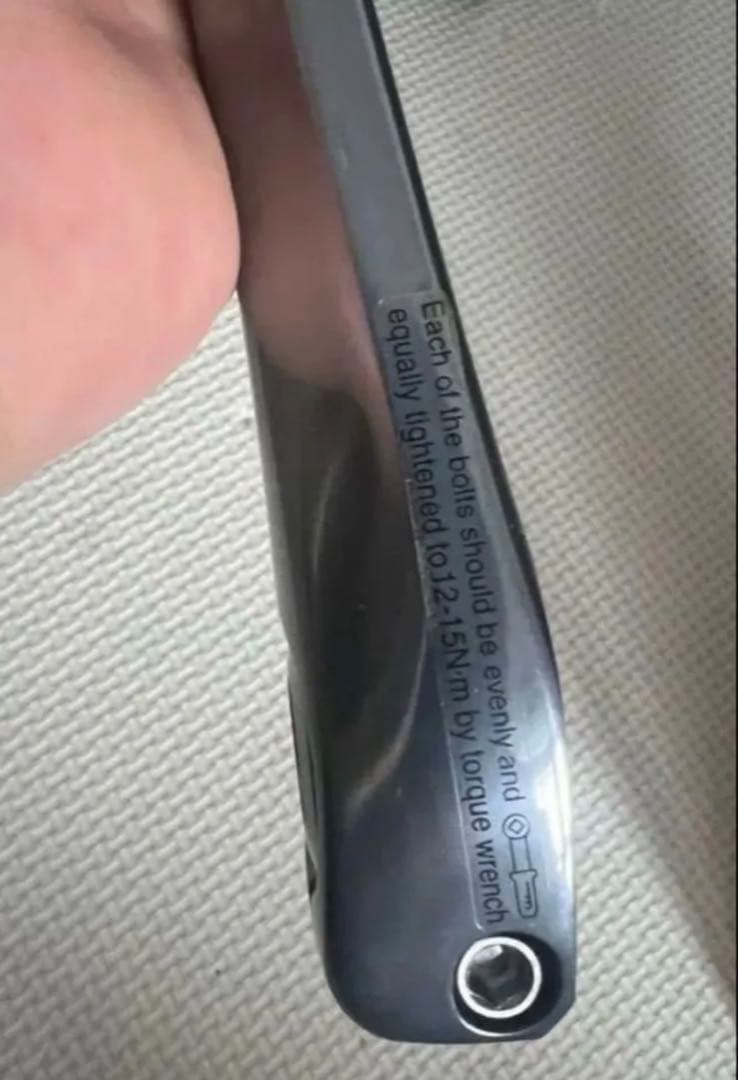 Each of the bolts should be evenly and
equally tightened to12-15N·m by torque wrench